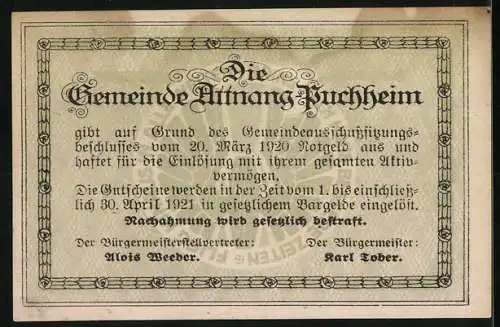 Die
Gemeinde Attnang-Puchheim
gibt auf Grund des Gemeindeausschußsitzungs-
beschlusses vom 20. März 1920 Notgeld aus und
haftet für die Einlösung mit ihrem gesamten Aktiv-
vermögen.
Die Gutscheine werden in der Zeit vom 1. bis einschließ-
lich 30. April 1921 in gesetzlichem Bargelde eingelöst.
Nachahmung wird gesetzlich bestraft.
Der Bürgermeisterstellvertreter: Der Bürgermeister:
Alois Weeder. Karl Tober.
ZEITEN